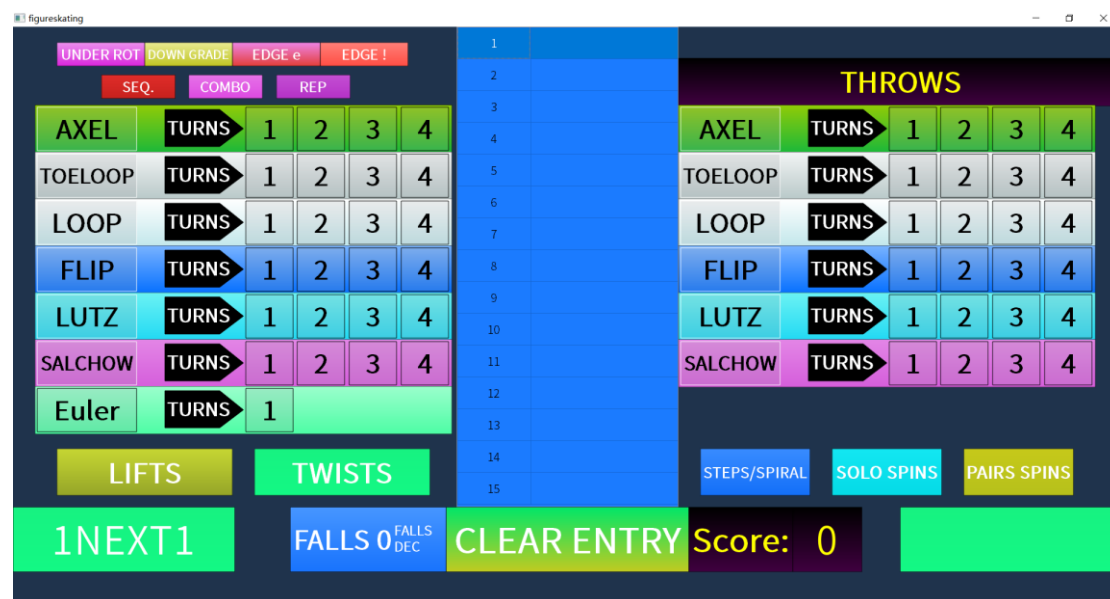 figureskating
UNDER ROT DOWN GRADE EDGE e EDGE !
SEQ. COMBO REP
AXEL TURNS 1 2 3 4
TOELOOP TURNS 1 2 3 4
LOOP TURNS 1 2 3 4
FLIP TURNS 1 2 3 4
LUTZ TURNS 1 2 3 4
SALCHOW TURNS 1 2 3 4
Euler TURNS 1
LIFTS TWISTS
1
2
3
4
5
6
7
8
9
10
11
12
13
14
15
THROWS
AXEL TURNS 1 2 3 4
TOELOOP TURNS 1 2 3 4
LOOP TURNS 1 2 3 4
FLIP TURNS 1 2 3 4
LUTZ TURNS 1 2 3 4
SALCHOW TURNS 1 2 3 4
STEPS/SPIRAL SOLO SPINS PAIRS SPINS
1NEXT1 FALLS 0 FALLS DEC CLEAR ENTRY Score: 0